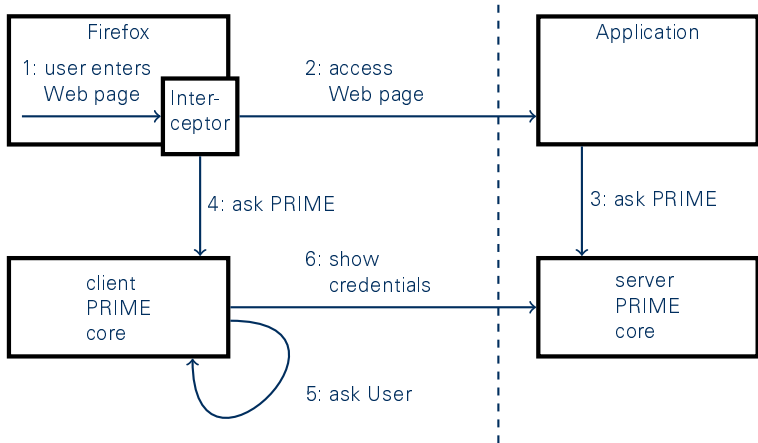 Firefox
1: user enters
Web page
Inter-
ceptor
2: access
Web page
Application
4: ask PRIME
3: ask PRIME
client
PRIME
core
6: show
credentials
server
PRIME
core
5: ask User